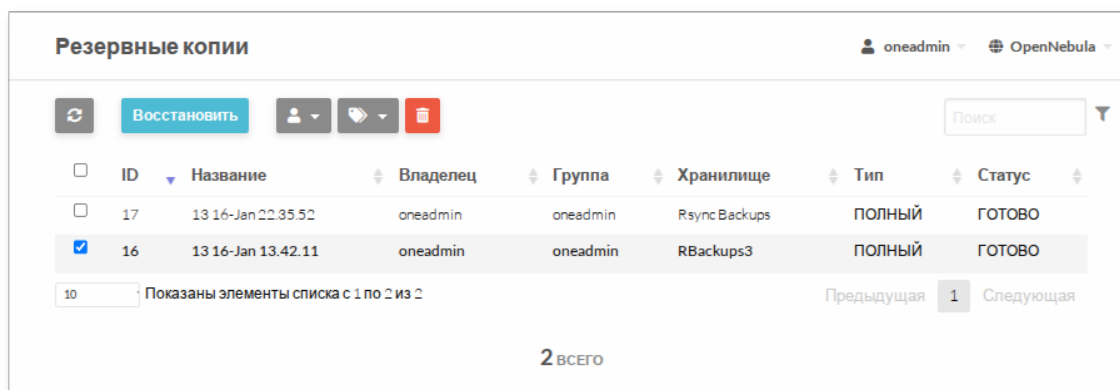 Резервные копии oneadmin OpenNebula
Восстановить Поиск
ID Название Владелец Группа Хранилище Тип Статус
17 13 16-Jan 22.35.52 oneadmin oneadmin Rsync Backups ПОЛНЫЙ ГОТОВО
16 13 16-Jan 13.42.11 oneadmin oneadmin RBackups3 ПОЛНЫЙ ГОТОВО
10 Показаны элементы списка с 1 по 2 из 2 Предыдущая 1 Следующая
2 ВСЕГО